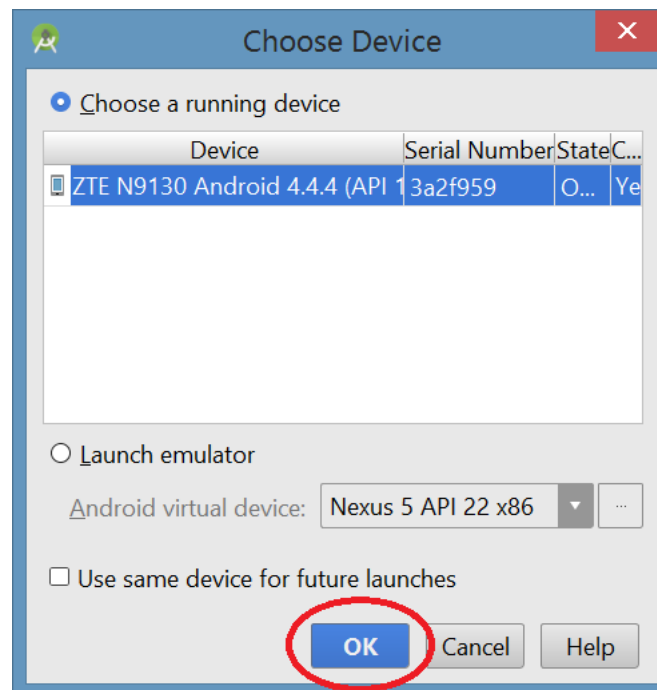 Choose Device
Choose a running device
Device Serial Number State C...
ZTE N9130 Android 4.4.4 (API 1 3a2f959 O... Ye
Launch emulator
Android virtual device: Nexus 5 API 22 x86 ...
Use same device for future launches
OK Cancel Help